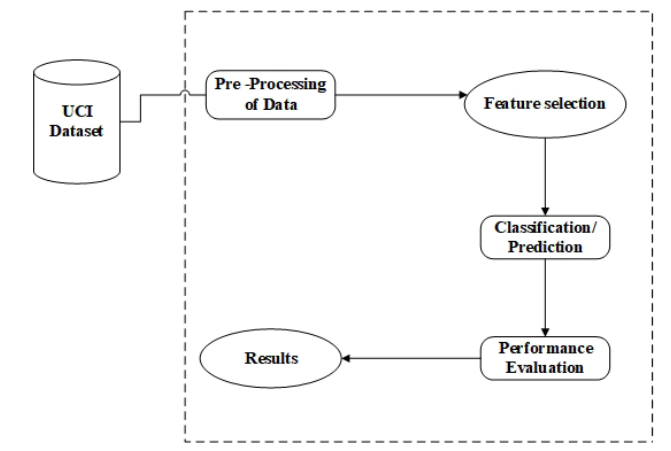 UCI
Dataset
Pre -Processing
of Data
Feature selection
Classification/
Prediction
Performance
Evaluation
Results